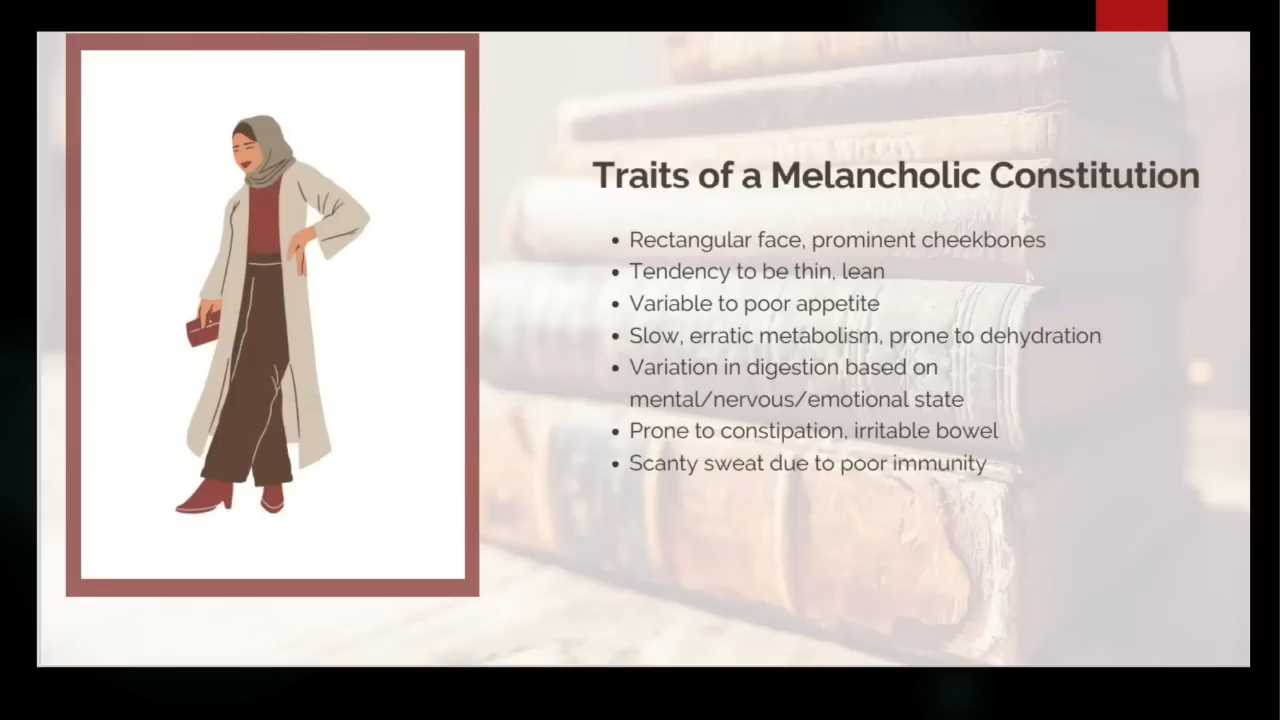 Traits of a Melancholic Constitution
• Rectangular face, prominent cheekbones
• Tendency to be thin, lean
• Variable to poor appetite
• Slow, erratic metabolism, prone to dehydration
• Variation in digestion based on
mental/nervous/emotional state
• Prone to constipation, irritable bowel
• Scanty sweat due to poor immunity